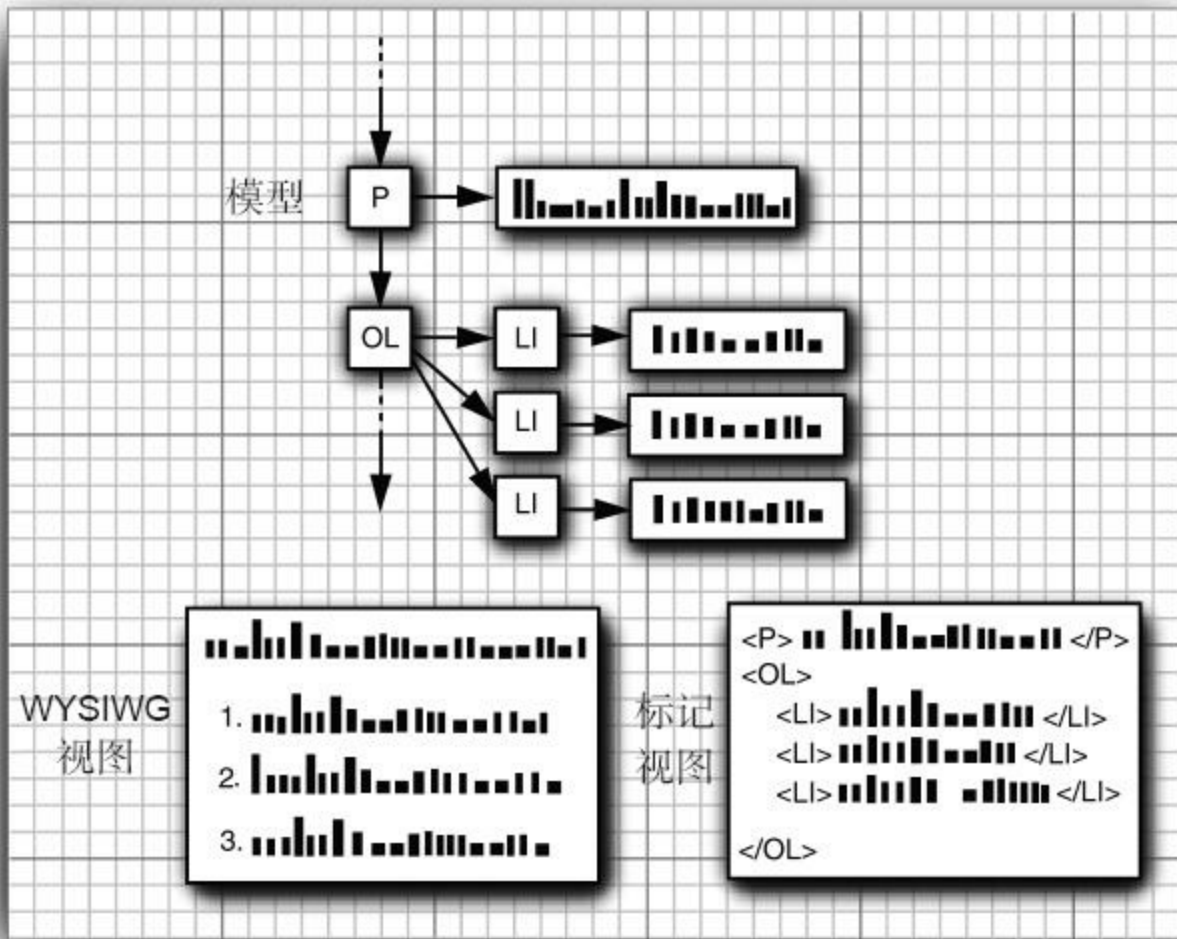 模型
P
OL
LI
LI
LI
WYSIWG
视图
1.
2.
3.
标记
视图
<P> </P>
<OL>
<LI> </LI>
<LI> </LI>
<LI> </LI>
</OL>